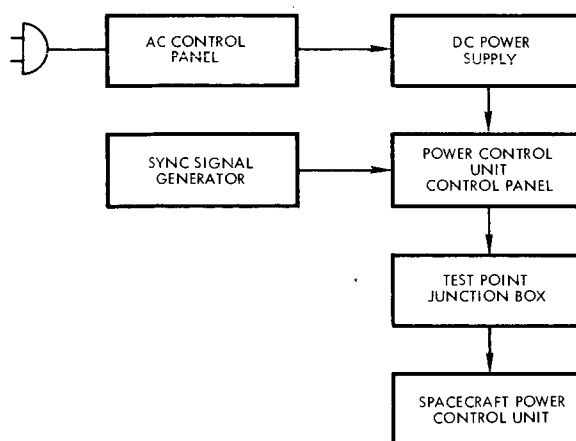 AC CONTROL
PANEL
DC POWER
SUPPLY
SYNC SIGNAL
GENERATOR
POWER CONTROL
UNIT
CONTROL PANEL
TEST POINT
JUNCTION BOX
SPACECRAFT POWER
CONTROL UNIT